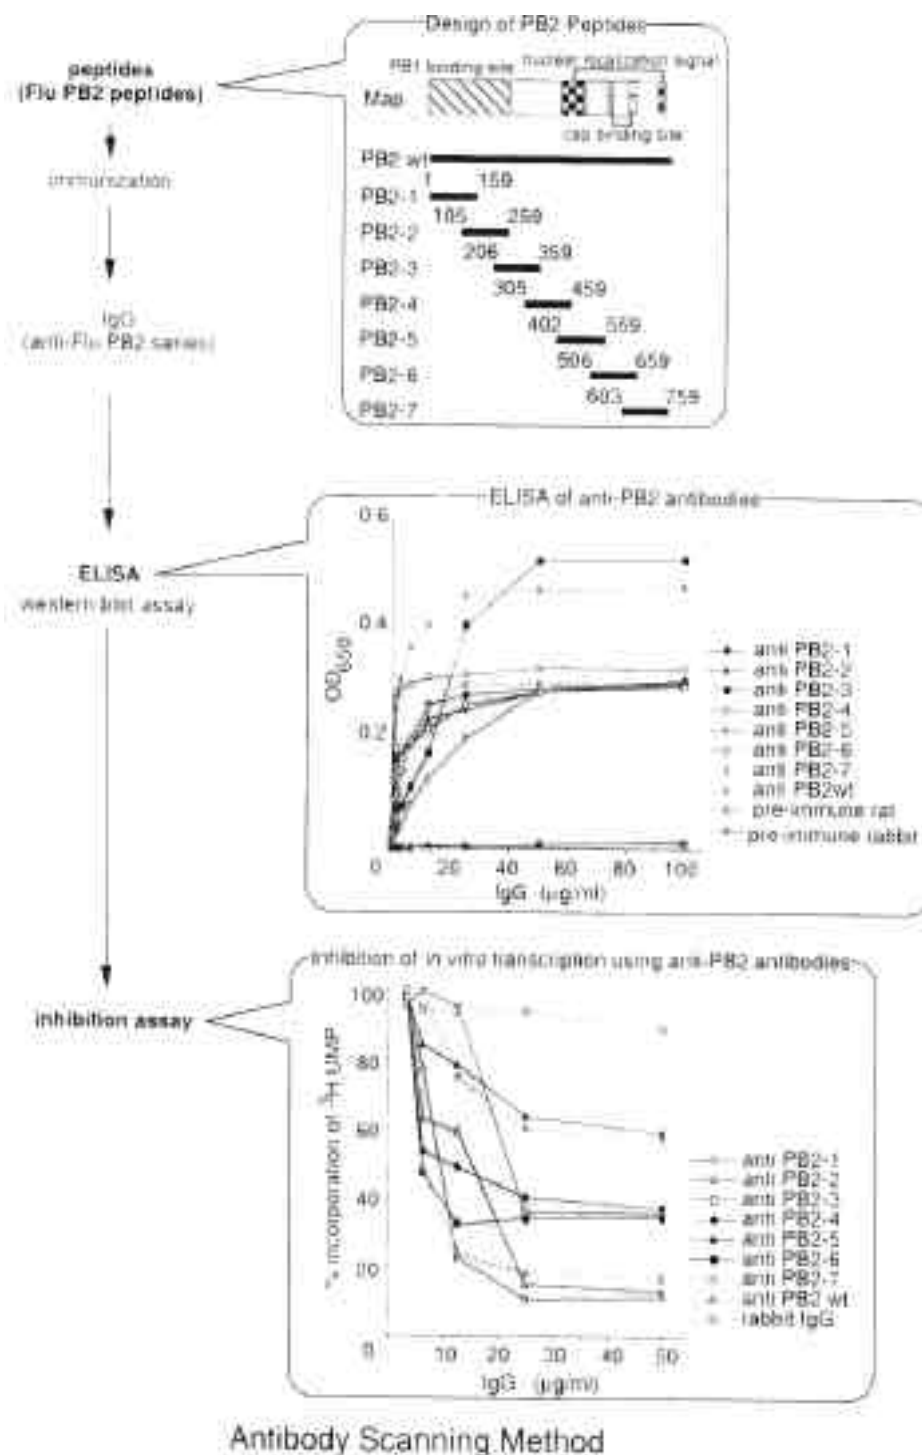 Design of PB2 Peptides
peptides
(Flu PB2 peptides)
PB1 binding site
nuclear localization signal
Map
cap binding site
immunization
PB2 wt
1 159
PB2-1
105 259
PB2-2
206 359
PB2-3
305 459
PB2-4
402 559
PB2-5
506 659
PB2-6
603 759
PB2-7
IgG
(anti-Flu PB2 series)
ELISA of anti-PB2 antibodies
ELISA
western blot assay
0.6
0.4
0.2
0
OD659
20 40 60 80 100
IgG (μg/ml)
anti PB2-1
anti PB2-2
anti PB2-3
anti PB2-4
anti PB2-5
anti PB2-6
anti PB2-7
anti PB2wt
pre-immune rat
pre-immune rabbit
Inhibition of in vitro transcription using anti-PB2 antibodies
inhibition assay
100
80
60
40
20
0
% incorporation of 3H UMP
10 20 30 40 50
IgG (μg/ml)
anti PB2-1
anti PB2-2
anti PB2-3
anti PB2-4
anti PB2-5
anti PB2-6
anti PB2-7
anti PB2 wt
rabbit IgG
Antibody Scanning Method